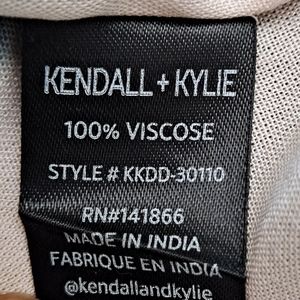 KENDALL + KYLIE
100% VISCOSE
STYLE # KKDD-30110
RN#141866
MADE IN INDIA
FABRIQUE EN INDIA
@kendallandkylie